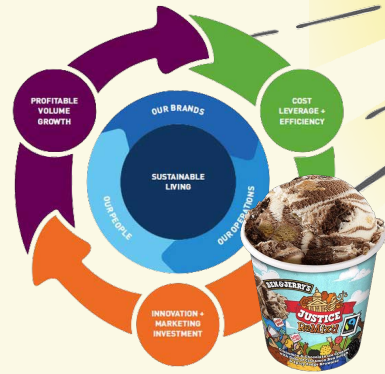 PROFITABLE
VOLUME
GROWTH
OUR BRANDS
COST
LEVERAGE +
EFFICIENCY
SUSTAINABLE
LIVING
OUR PEOPLE
OUR OPERATIONS
INNOVATION +
MARKETING
INVESTMENT
BEN & JERRY'S
JUSTICE
ReMix'd